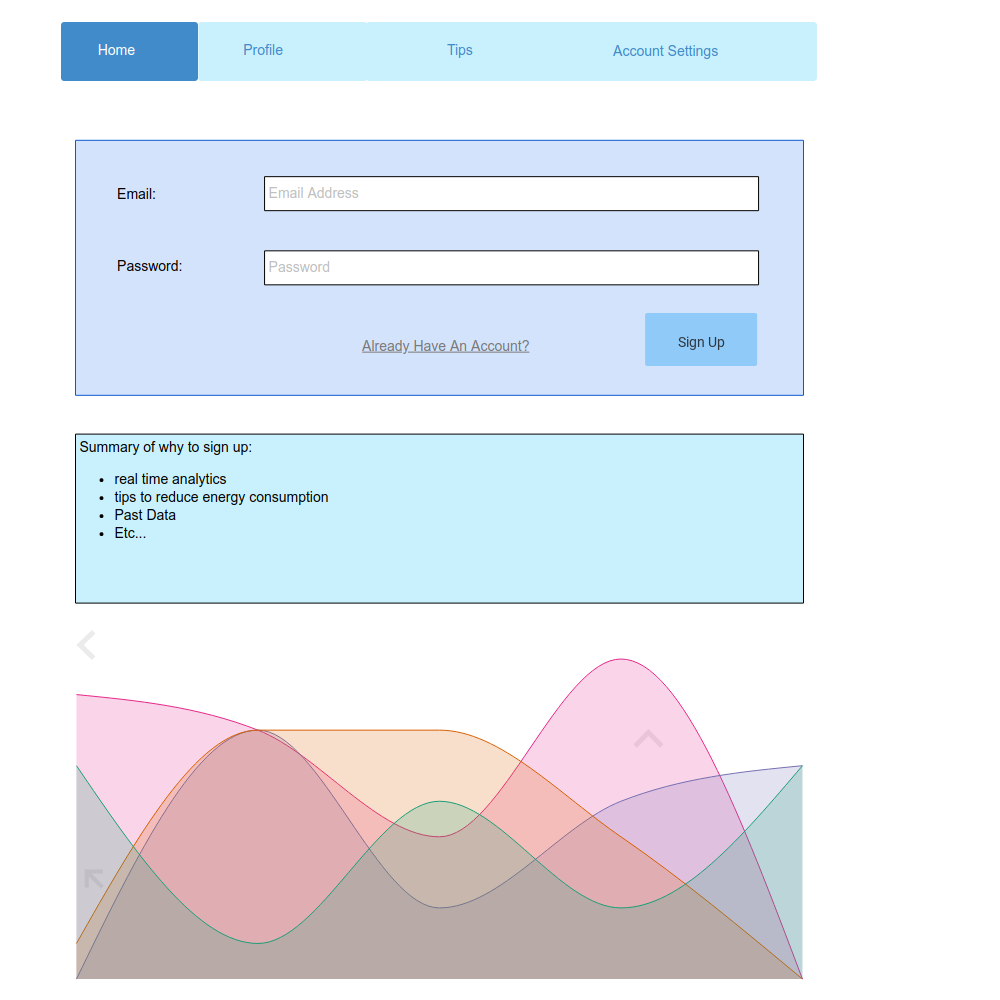 Home Profile Tips Account Settings
Email: Email Address
Password: Password
Already Have An Account? Sign Up
Summary of why to sign up:
• real time analytics
• tips to reduce energy consumption
• Past Data
• Etc...